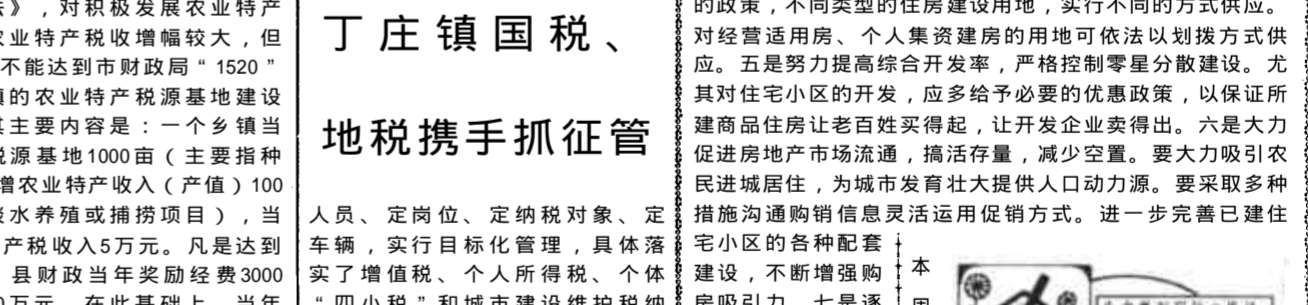 》，对积极发展农业特产
业特产税收增幅较大，但
不能达到市财政局“1520”
的农业特产税源基地建设
主要内容是：一个乡镇当
源基地1000亩（主要指种
增农业特产收入（产值）100
水养殖或捕捞项目），当
产税收入5万元。凡是达到
县财政当年奖励经费3000
万元，在此基础上，当年
丁庄镇国税、
地税携手抓征管
人员、定岗位、定纳税对象、定
车辆，实行目标化管理，具体落
实了增值税、个人所得税、个体
“四小税”和城市建设维护税纳
的政策，不同类型的住房建设用地，实行不同的方式供应。
对经营适用房、个人集资建房的用地可依法以划拨方式供
应。五是努力提高综合开发率，严格控制零星分散建设。尤
其对住宅小区的开发，应多给予必要的优惠政策，以保证所
建商品住房让老百姓买得起，让开发企业卖得出。六是大力
促进房地产市场流通，搞活存量，减少空置。要大力吸引农
民进城居住，为城市发育壮大提供人口动力源。要采取多种
措施沟通购销信息灵活运用促销方式。进一步完善已建住
宅小区的各种配套
建设，不断增强购
房吸引力。七是逐
本